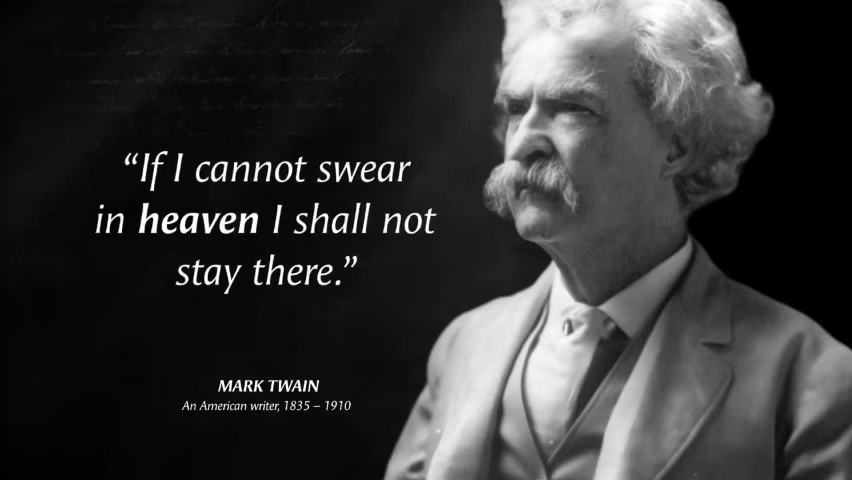 “If I cannot swear
in heaven I shall not
stay there.”
MARK TWAIN
An American writer, 1835 – 1910